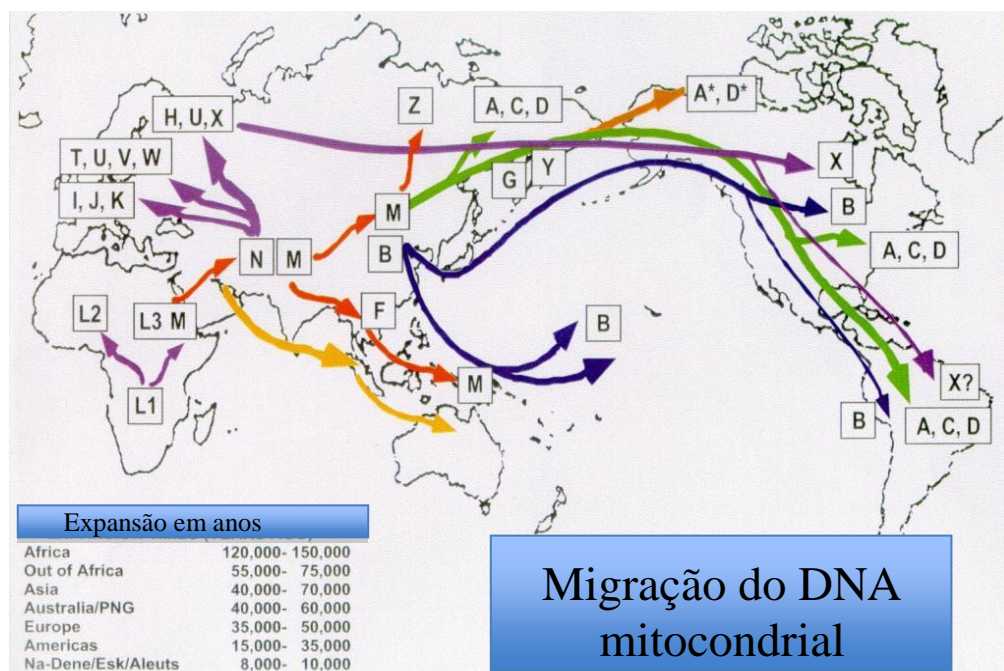 Z
A, C, D
A*, D*
H, U,X
T, U, V, W
I, J, K
G
Y
X
M
B
B
N
M
A, C, D
L2
L3 M
F
B
L1
M
X?
B
A, C, D
Expansão em anos
Africa 120,000- 150,000
Out of Africa 55,000- 75,000
Asia 40,000- 70,000
Australia/PNG 40,000- 60,000
Europe 35,000- 50,000
Americas 15,000- 35,000
Na-Dene/Esk/Aleuts 8,000- 10,000
Migração do DNA
mitocondrial